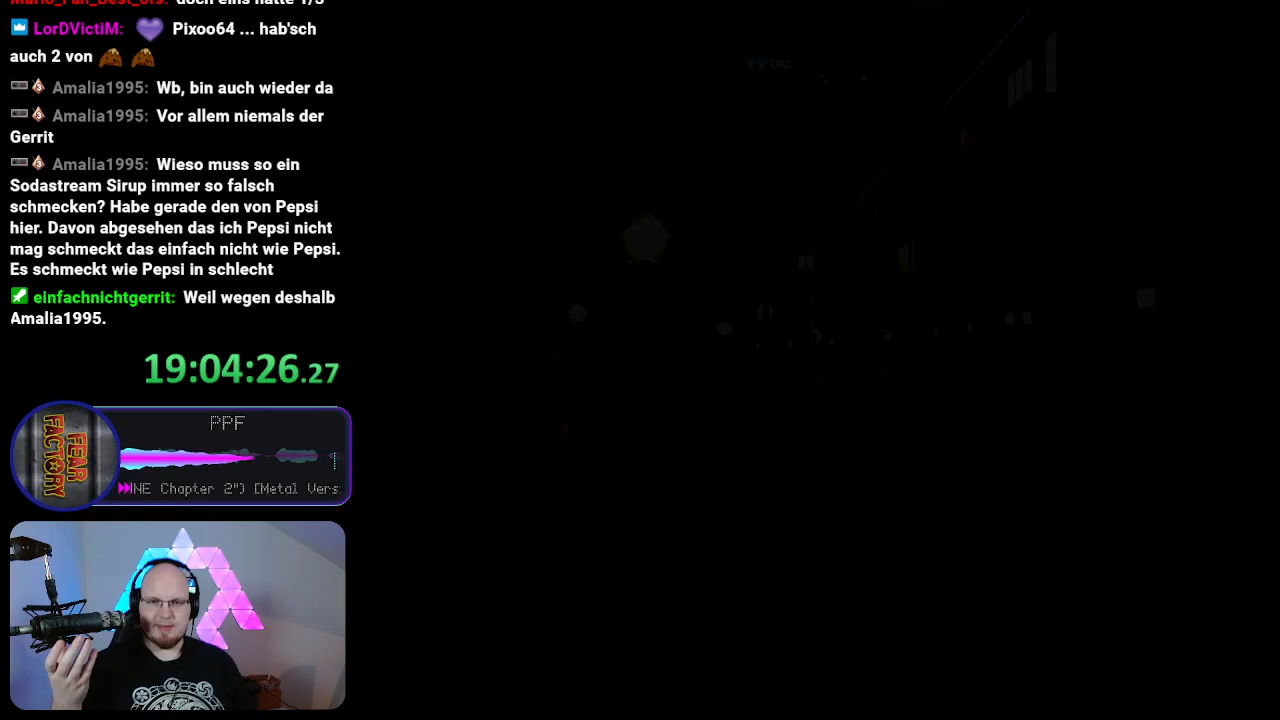 LorDVictiM: Pixoo64 ... hab'sch
auch 2 von
Amalia1995: Wb, bin auch wieder da
Amalia1995: Vor allem niemals der
Gerrit
Amalia1995: Wieso muss so ein
Sodastream Sirup immer so falsch
schmecken? Habe gerade den von Pepsi
hier. Davon abgesehen das ich Pepsi nicht
mag schmeckt das einfach nicht wie Pepsi.
Es schmeckt wie Pepsi in schlecht
einfachnichtgerrit: Weil wegen deshalb
Amalia1995.
19:04:26.27
PPF
FEAR
FACTORY
NE Chapter 2") [Metal Vers